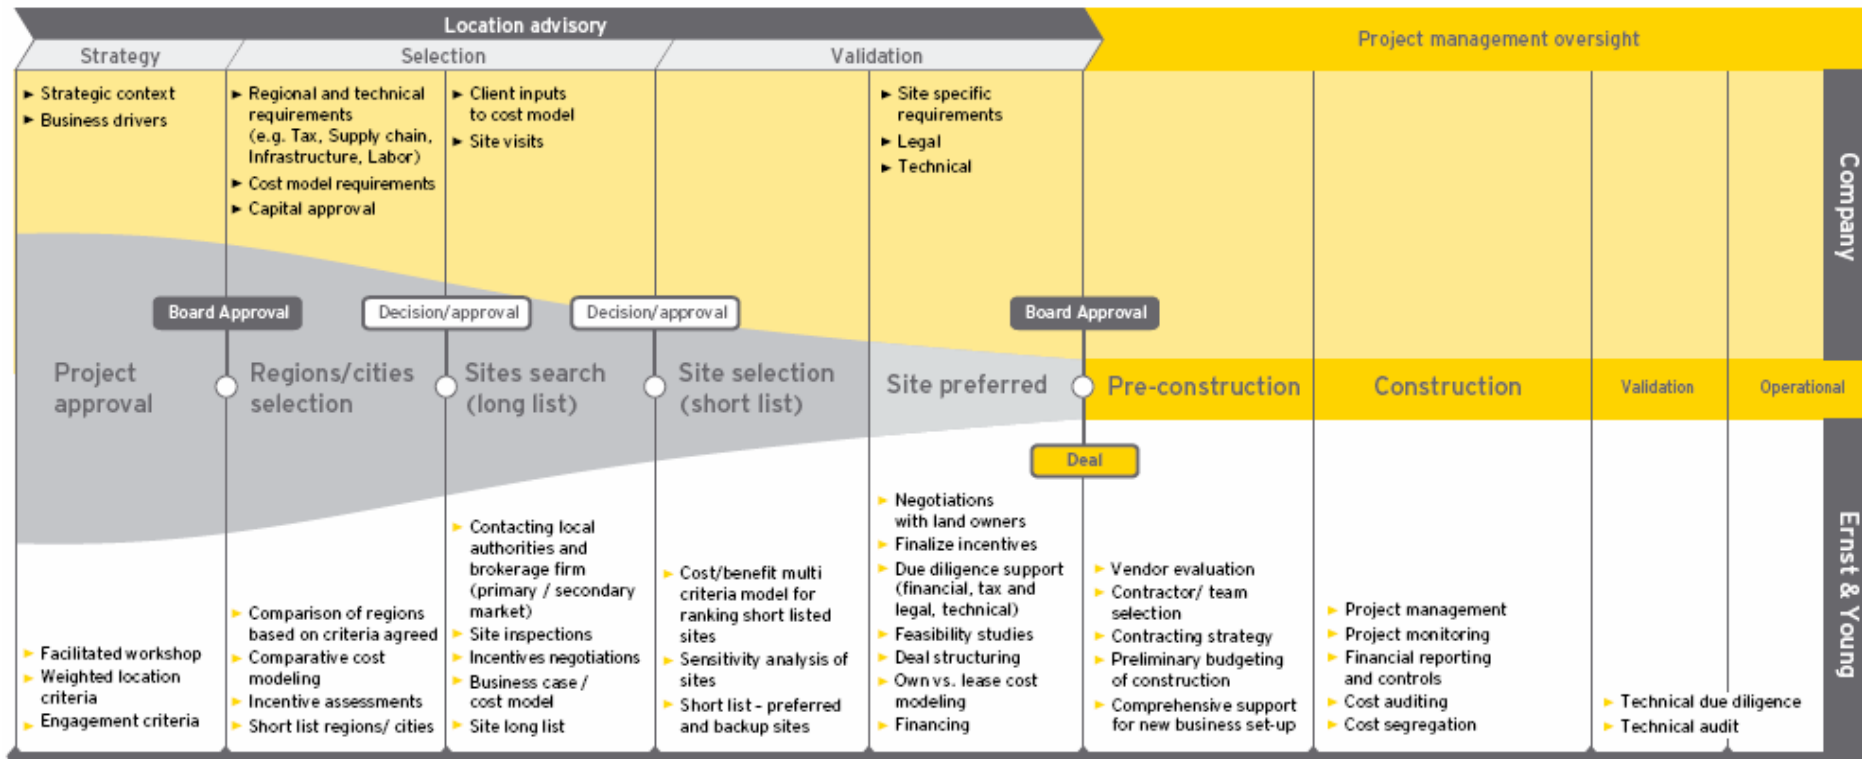 Location advisory
Project management oversight
Strategy
Selection
Validation
Strategic context
Business drivers
Regional and technical
requirements
(e.g. Tax, Supply chain,
Infrastructure, Labor)
Cost model requirements
Capital approval
Client inputs
to cost model
Site visits
Site specific
requirements
Legal
Technical
Company
Board Approval
Decision/approval
Decision/approval
Board Approval
Project
approval
Regions/cities
selection
Sites search
(long list)
Site selection
(short list)
Site preferred
Pre-construction
Construction
Validation
Operational
Deal
Facilitated workshop
Weighted location
criteria
Engagement criteria
Comparison of regions
based on criteria agreed
Comparative cost
modeling
Incentive assessments
Short list regions/ cities
Contacting local
authorities and
brokerage firm
(primary / secondary
market)
Site inspections
Incentives negotiations
Business case /
cost model
Site long list
Cost/benefit multi
criteria model for
ranking short listed
sites
Sensitivity analysis of
sites
Short list - preferred
and backup sites
Negotiations
with land owners
Finalize incentives
Due diligence support
(financial, tax and
legal, technical)
Feasibility studies
Deal structuring
Own vs. lease cost
modeling
Financing
Vendor evaluation
Contractor/ team
selection
Contracting strategy
Preliminary budgeting
of construction
Comprehensive support
for new business set-up
Project management
Project monitoring
Financial reporting
and controls
Cost auditing
Cost segregation
Technical due diligence
Technical audit
Ernst & Young